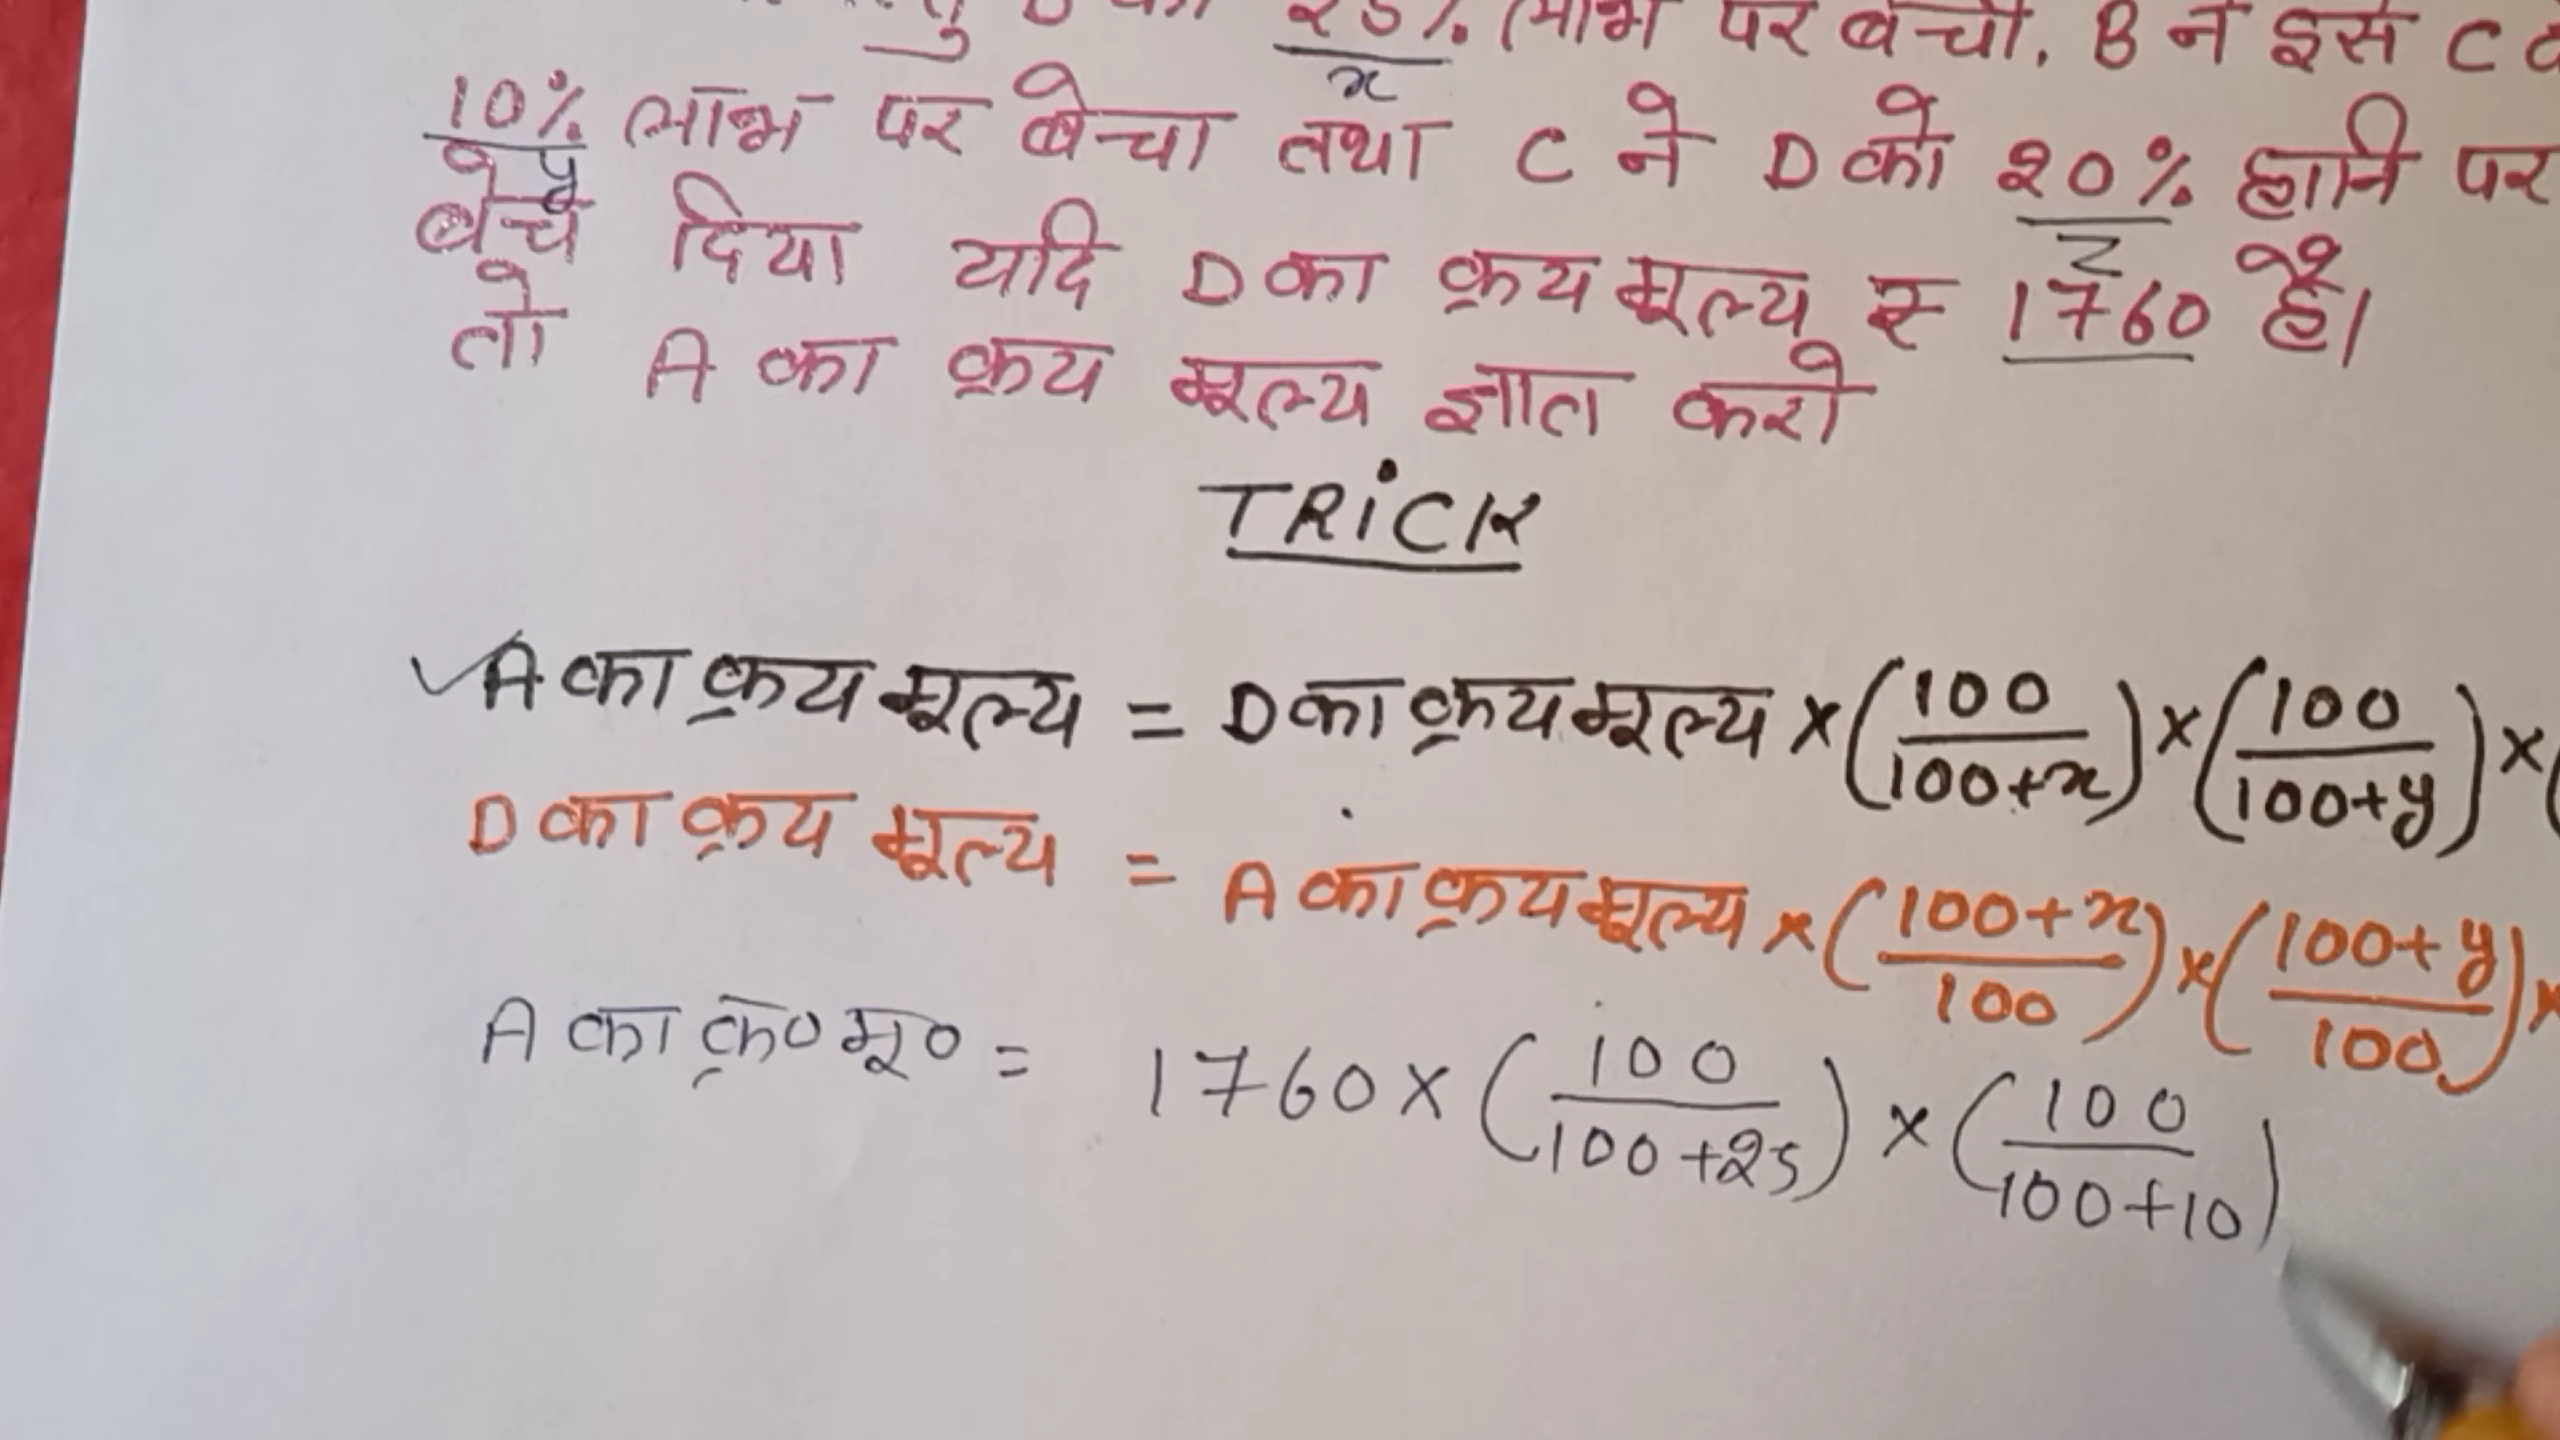 25% लाभ पर बेचा, B ने इसे C
10% लाभ पर बेचा तथा C ने D को 20% हानि पर
x
y
बेच दिया यदि D का क्रय मूल्य रु 1760 है।
z
तो A का क्रय मूल्य ज्ञात करो
TRiCK
✓A का क्रय मूल्य = D का क्रय मूल्य × (100/100+x) × (100/100+y) × (
D का क्रय मूल्य = A का क्रय मूल्य × (100+x/100) × (100+y/100) ×
A का क्र० मू० = 1760 × (100/100+25) × (100/100+10)